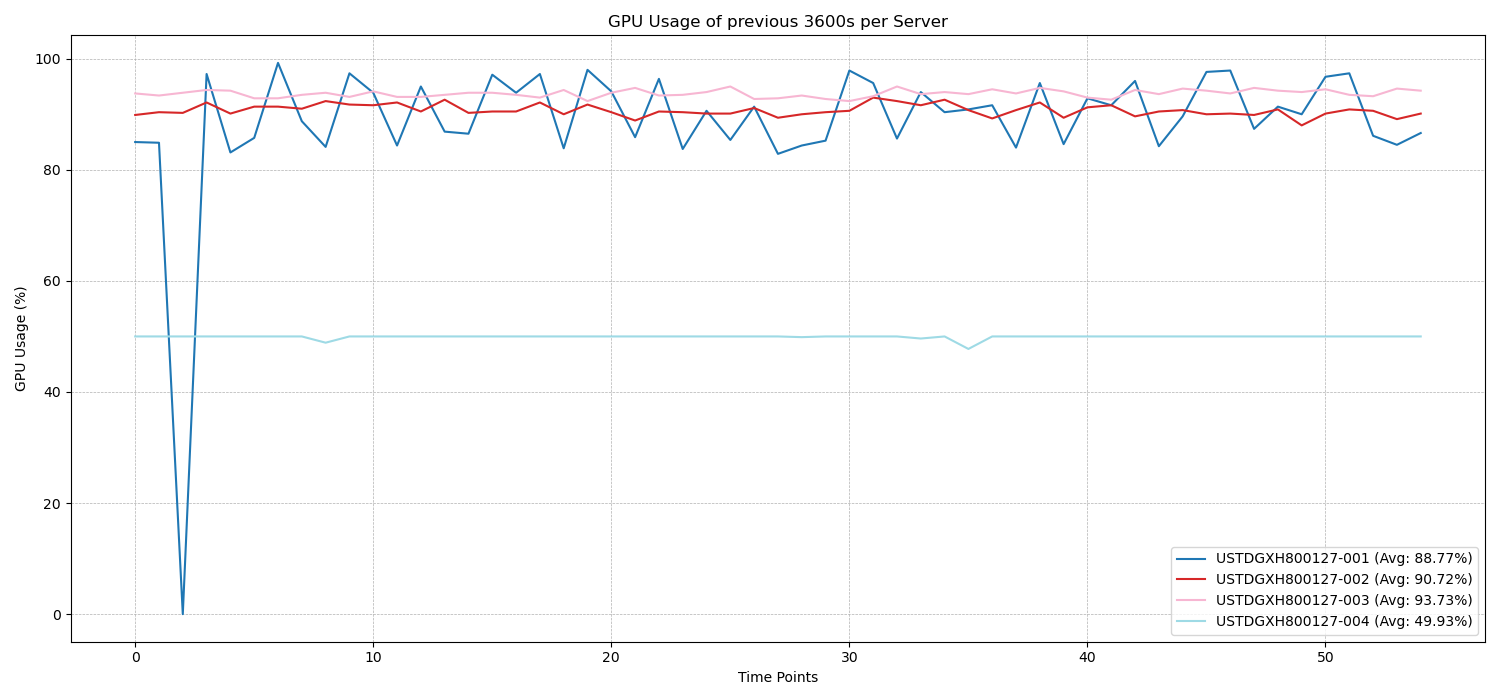 GPU Usage of previous 3600s per Server
GPU Usage (%)
100
80
60
40
20
0
0 10 20 30 40 50
Time Points
USTDGXH800127-001 (Avg: 88.77%)
USTDGXH800127-002 (Avg: 90.72%)
USTDGXH800127-003 (Avg: 93.73%)
USTDGXH800127-004 (Avg: 49.93%)